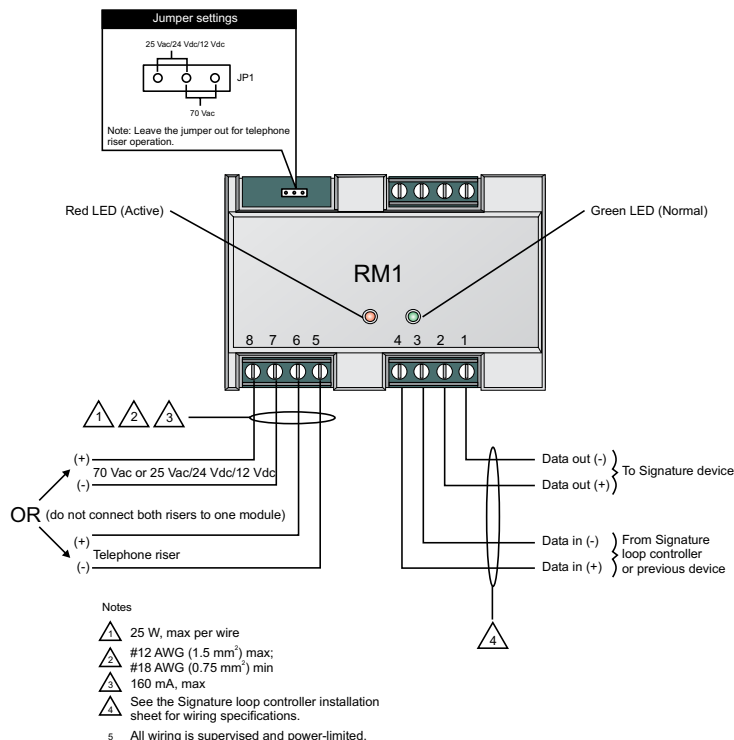 Jumper settings
25 Vac/24 Vdc/12 Vdc
JP1
70 Vac
Note: Leave the jumper out for telephone
riser operation.
Red LED (Active)
Green LED (Normal)
RM1
8 7 6 5 4 3 2 1
1 2 3
(+)
70 Vac or 25 Vac/24 Vdc/12 Vdc
(-)
OR (do not connect both risers to one module)
(+)
Telephone riser
(-)
Data out (-)
To Signature device
Data out (+)
Data in (-)
Data in (+)
From Signature
loop controller
or previous device
4
Notes
1 25 W, max per wire
2 #12 AWG (1.5 mm²) max;
#18 AWG (0.75 mm²) min
3 160 mA, max
4 See the Signature loop controller installation
sheet for wiring specifications.
5 All wiring is supervised and power-limited.